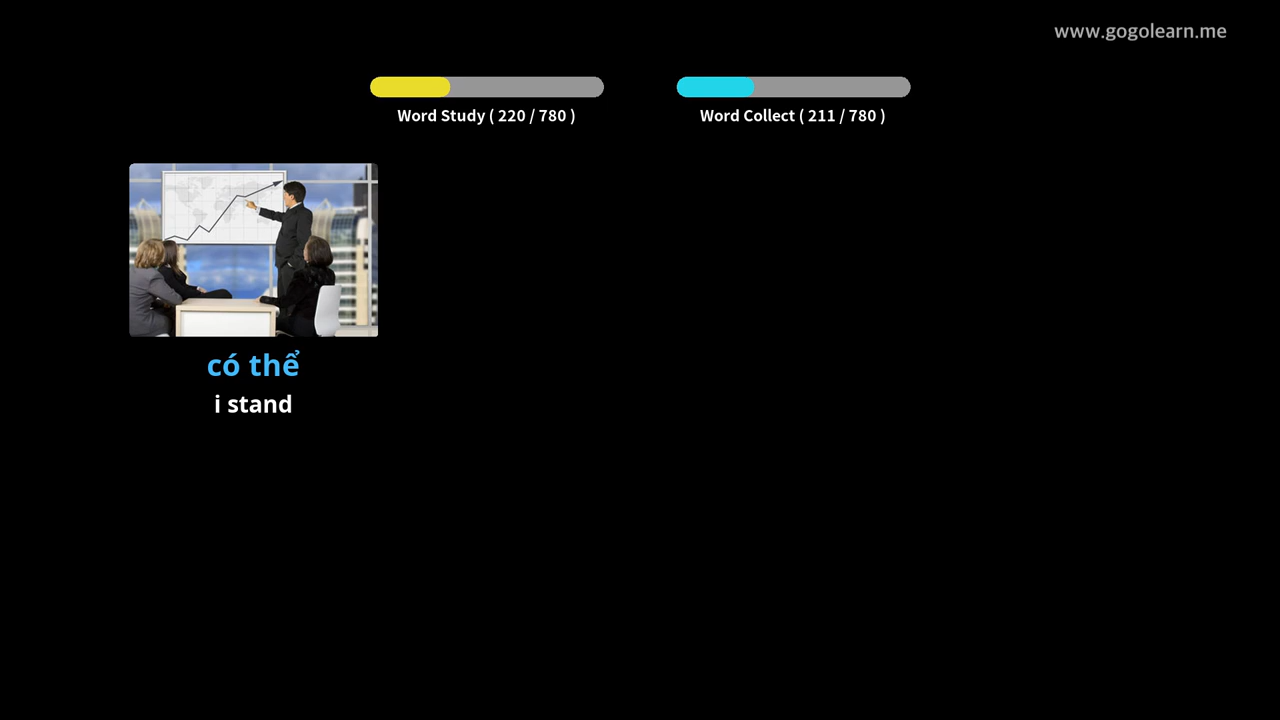 www.gogolearn.me
Word Study ( 220 / 780 )
Word Collect ( 211 / 780 )
có thể
i stand